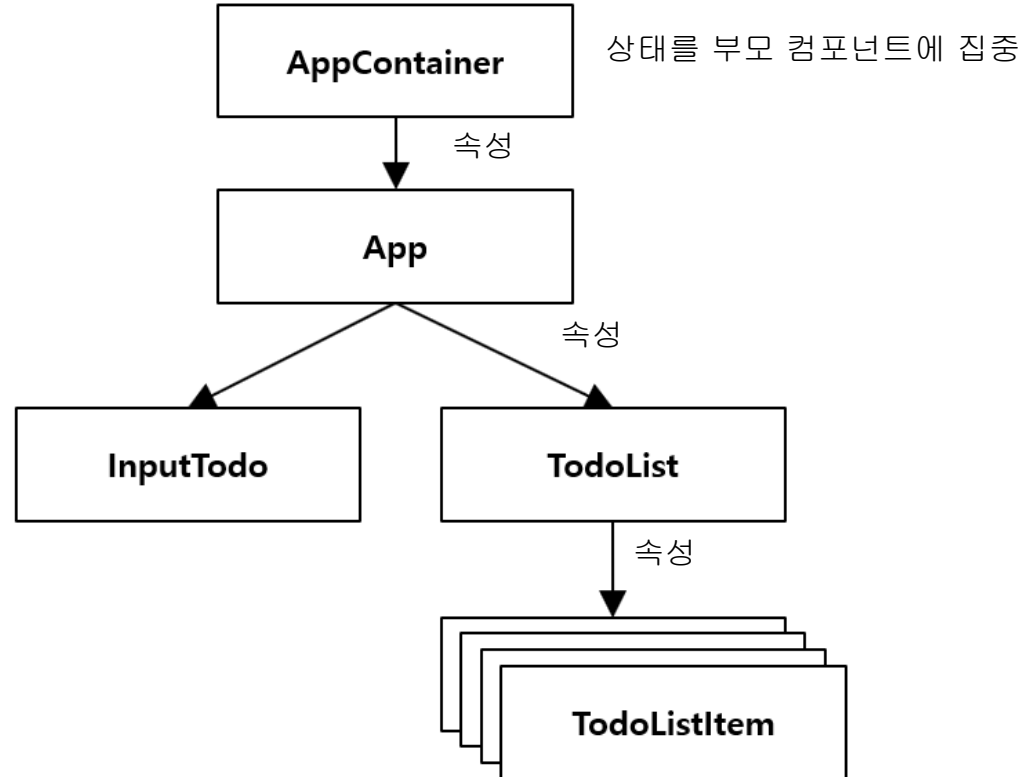 AppContainer
상태를 부모 컴포넌트에 집중
속성
App
속성
InputTodo
TodoList
속성
TodoListItem